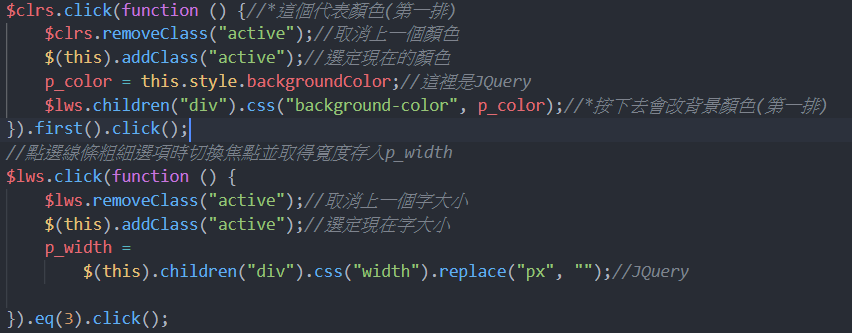 $clrs.click(function () {//*這個代表顏色(第一排)
$clrs.removeClass("active");//取消上一個顏色
$(this).addClass("active");//選定現在的顏色
p_color = this.style.backgroundColor;//這裡是JQuery
$lws.children("div").css("background-color", p_color);//*按下去會改背景顏色(第一排)
}).first().click();
//點選線條粗細選項時切換焦點並取得寬度存入p_width
$lws.click(function () {
$lws.removeClass("active");//取消上一個字大小
$(this).addClass("active");//選定現在字大小
p_width =
$(this).children("div").css("width").replace("px", "");//JQuery
}).eq(3).click();